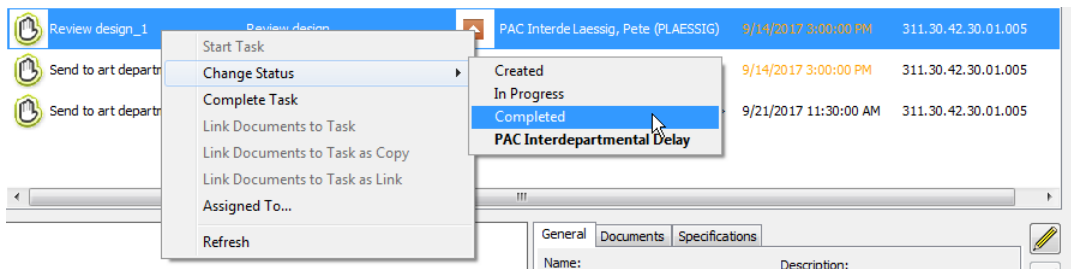 Review design_1 Review design PAC Interde Laessig, Pete (PLAESSIG) 9/14/2017 3:00:00 PM 311.30.42.30.01.005
Start Task
Send to art departm 9/14/2017 3:00:00 PM 311.30.42.30.01.005
Change Status
Created
In Progress
Complete Task
Send to art departm 9/21/2017 11:30:00 AM 311.30.42.30.01.005
Completed
Link Documents to Task
PAC Interdepartmental Delay
Link Documents to Task as Copy
Link Documents to Task as Link
Assigned To...
Refresh
General Documents Specifications
Name: Description: